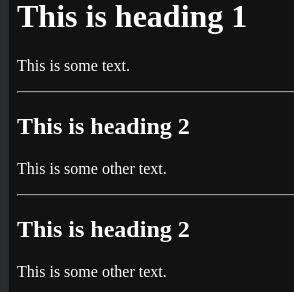 This is heading 1
This is some text.
This is heading 2
This is some other text.
This is heading 2
This is some other text.